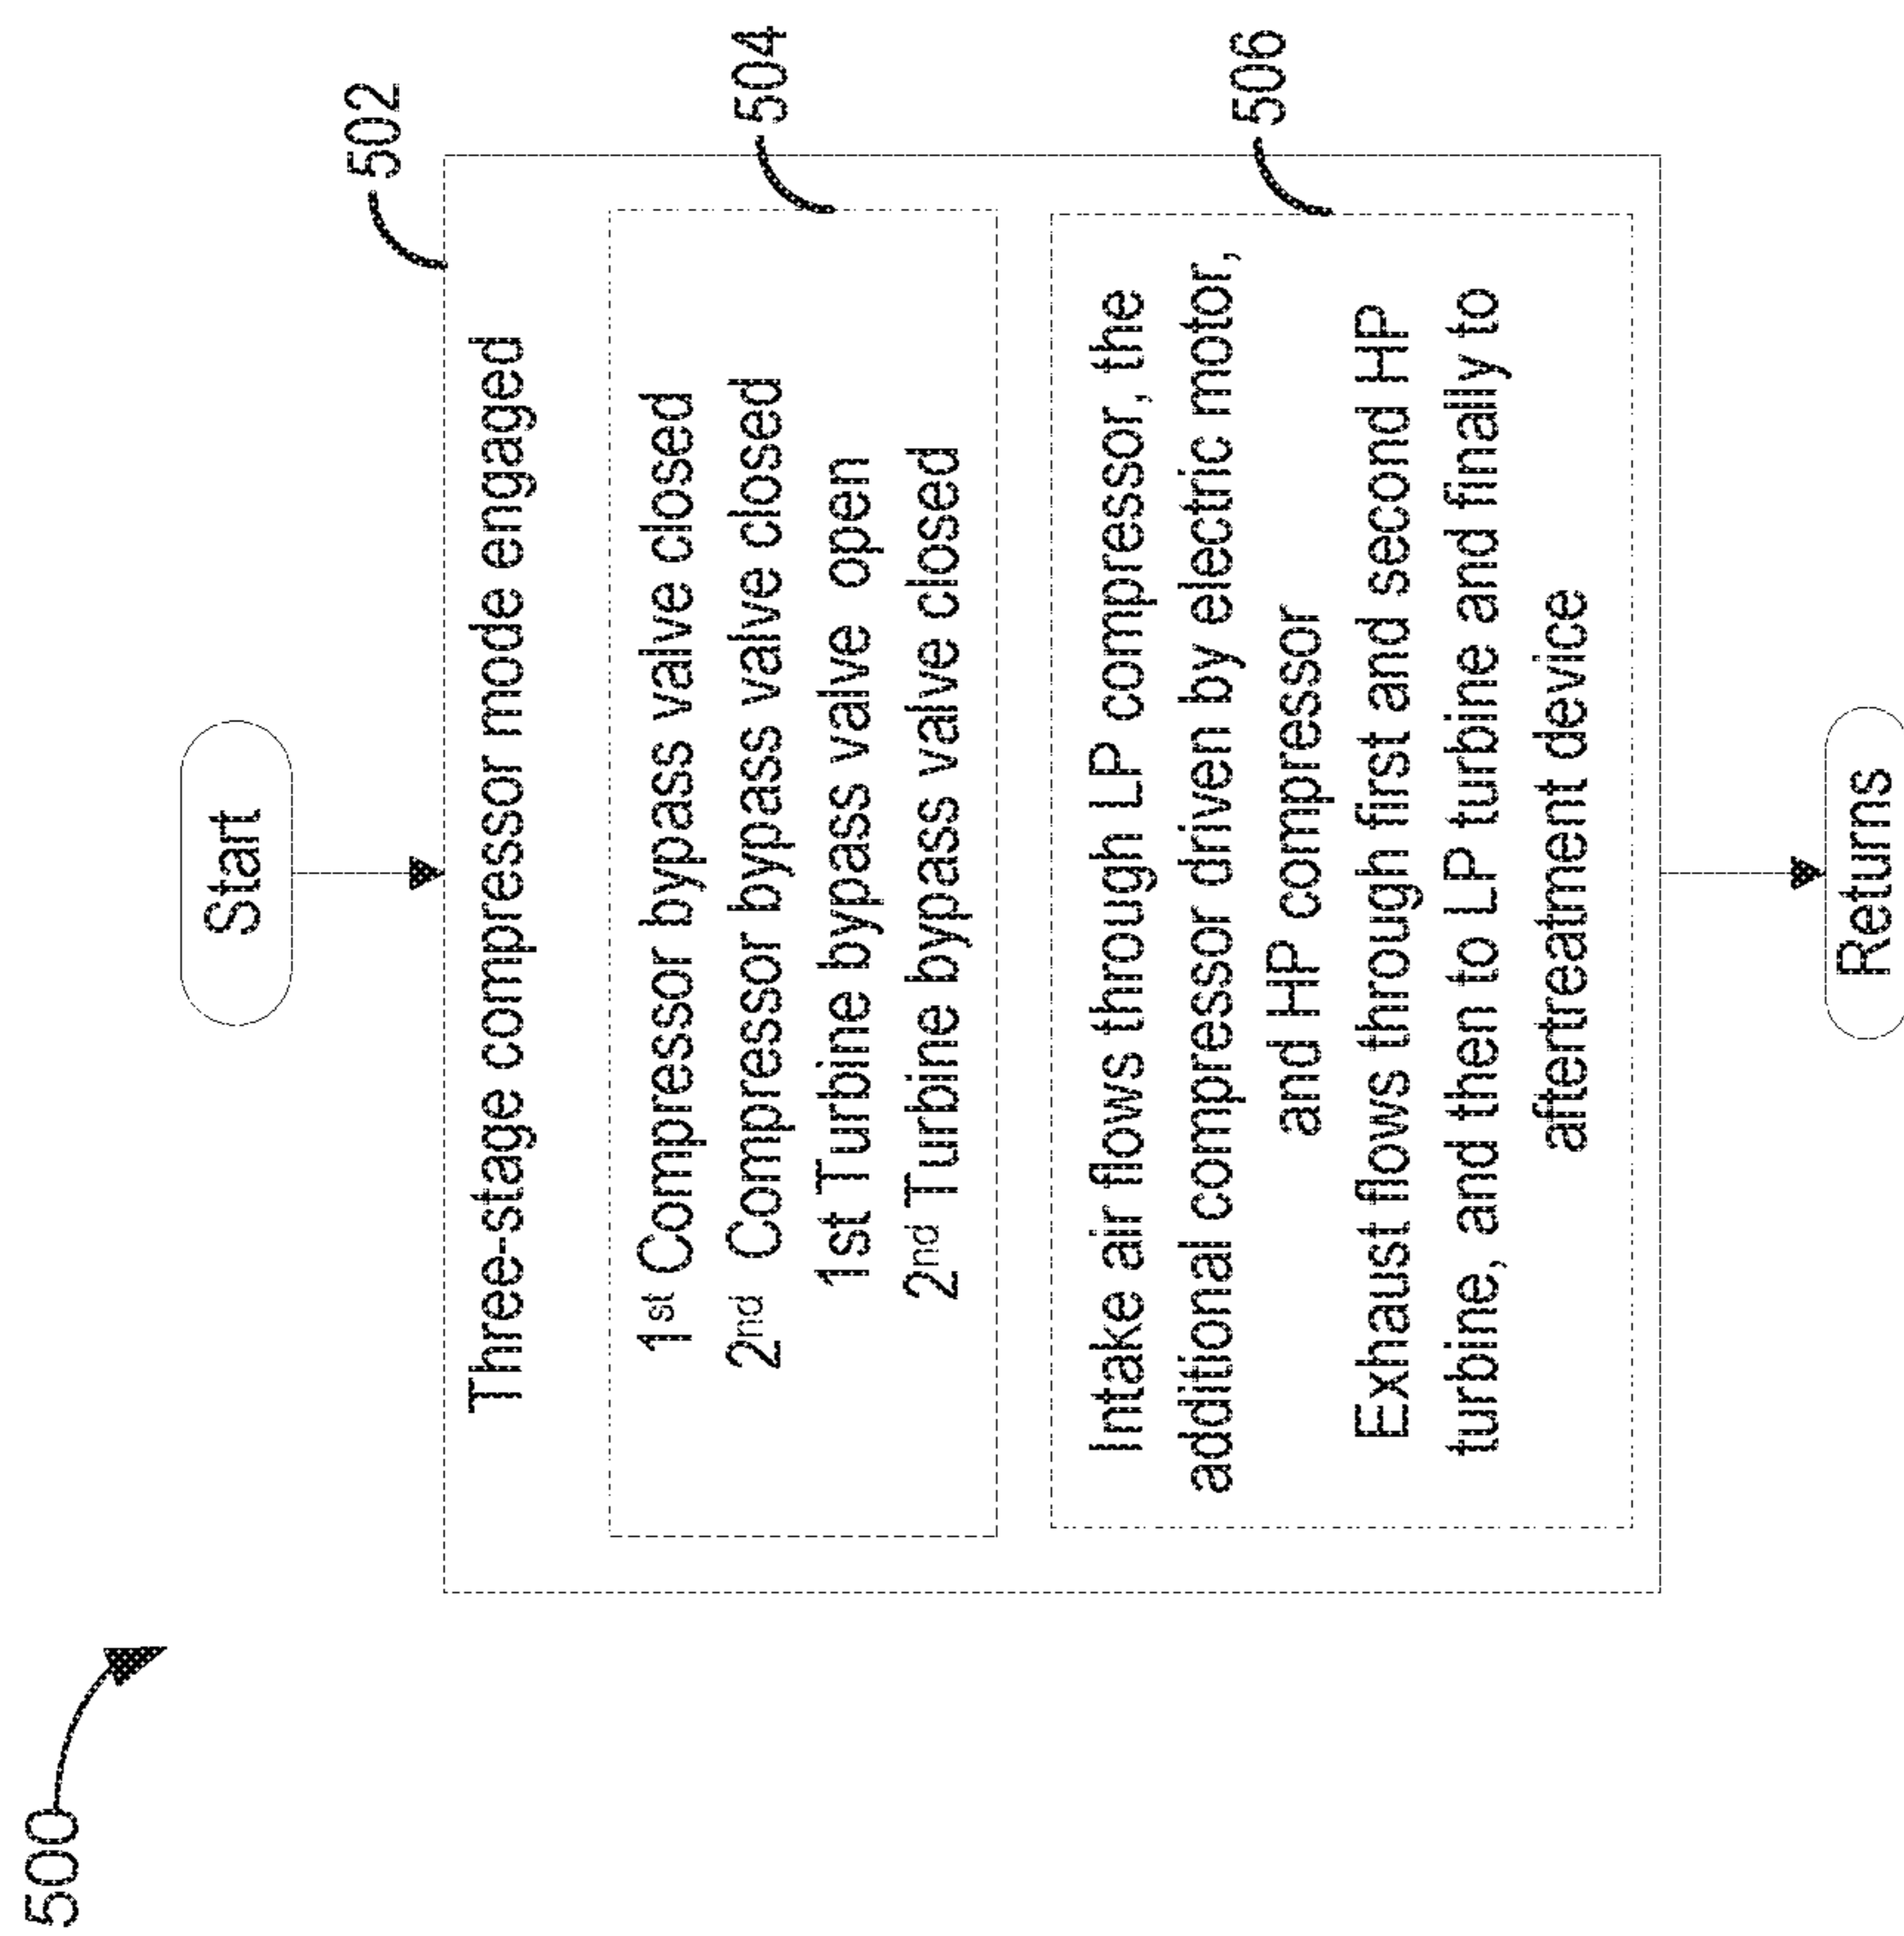 500
Start
502
Three-stage compressor mode engaged
504
1st Compressor bypass valve closed
2nd Compressor bypass valve closed
1st Turbine bypass valve open
2nd Turbine bypass valve closed
506
Intake air flows through LP compressor, the
additional compressor driven by electric motor,
and HP compressor
Exhaust flows through first and second HP
turbine, and then to LP turbine and finally to
aftertreatment device
Returns